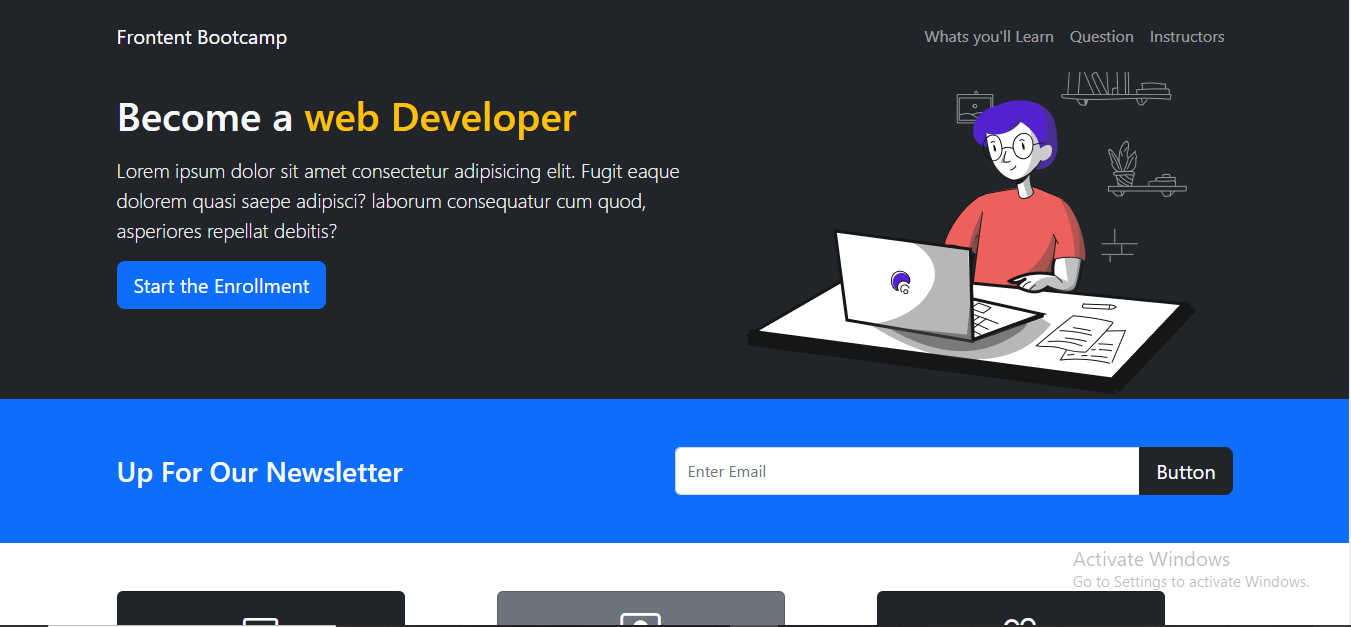 Frontent Bootcamp
Whats you'll Learn Question Instructors
Become a web Developer
Lorem ipsum dolor sit amet consectetur adipisicing elit. Fugit eaque
dolorem quasi saepe adipisci? laborum consequatur cum quod,
asperiores repellat debitis?
Start the Enrollment
Up For Our Newsletter
Enter Email
Button
Activate Windows
Go to Settings to activate Windows.